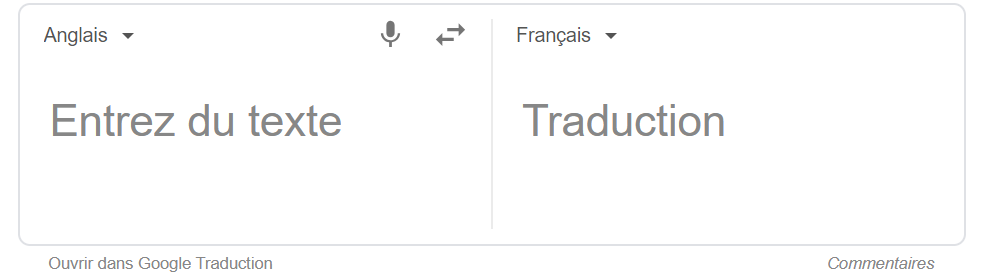 Anglais
Français
Entrez du texte
Traduction
Ouvrir dans Google Traduction
Commentaires